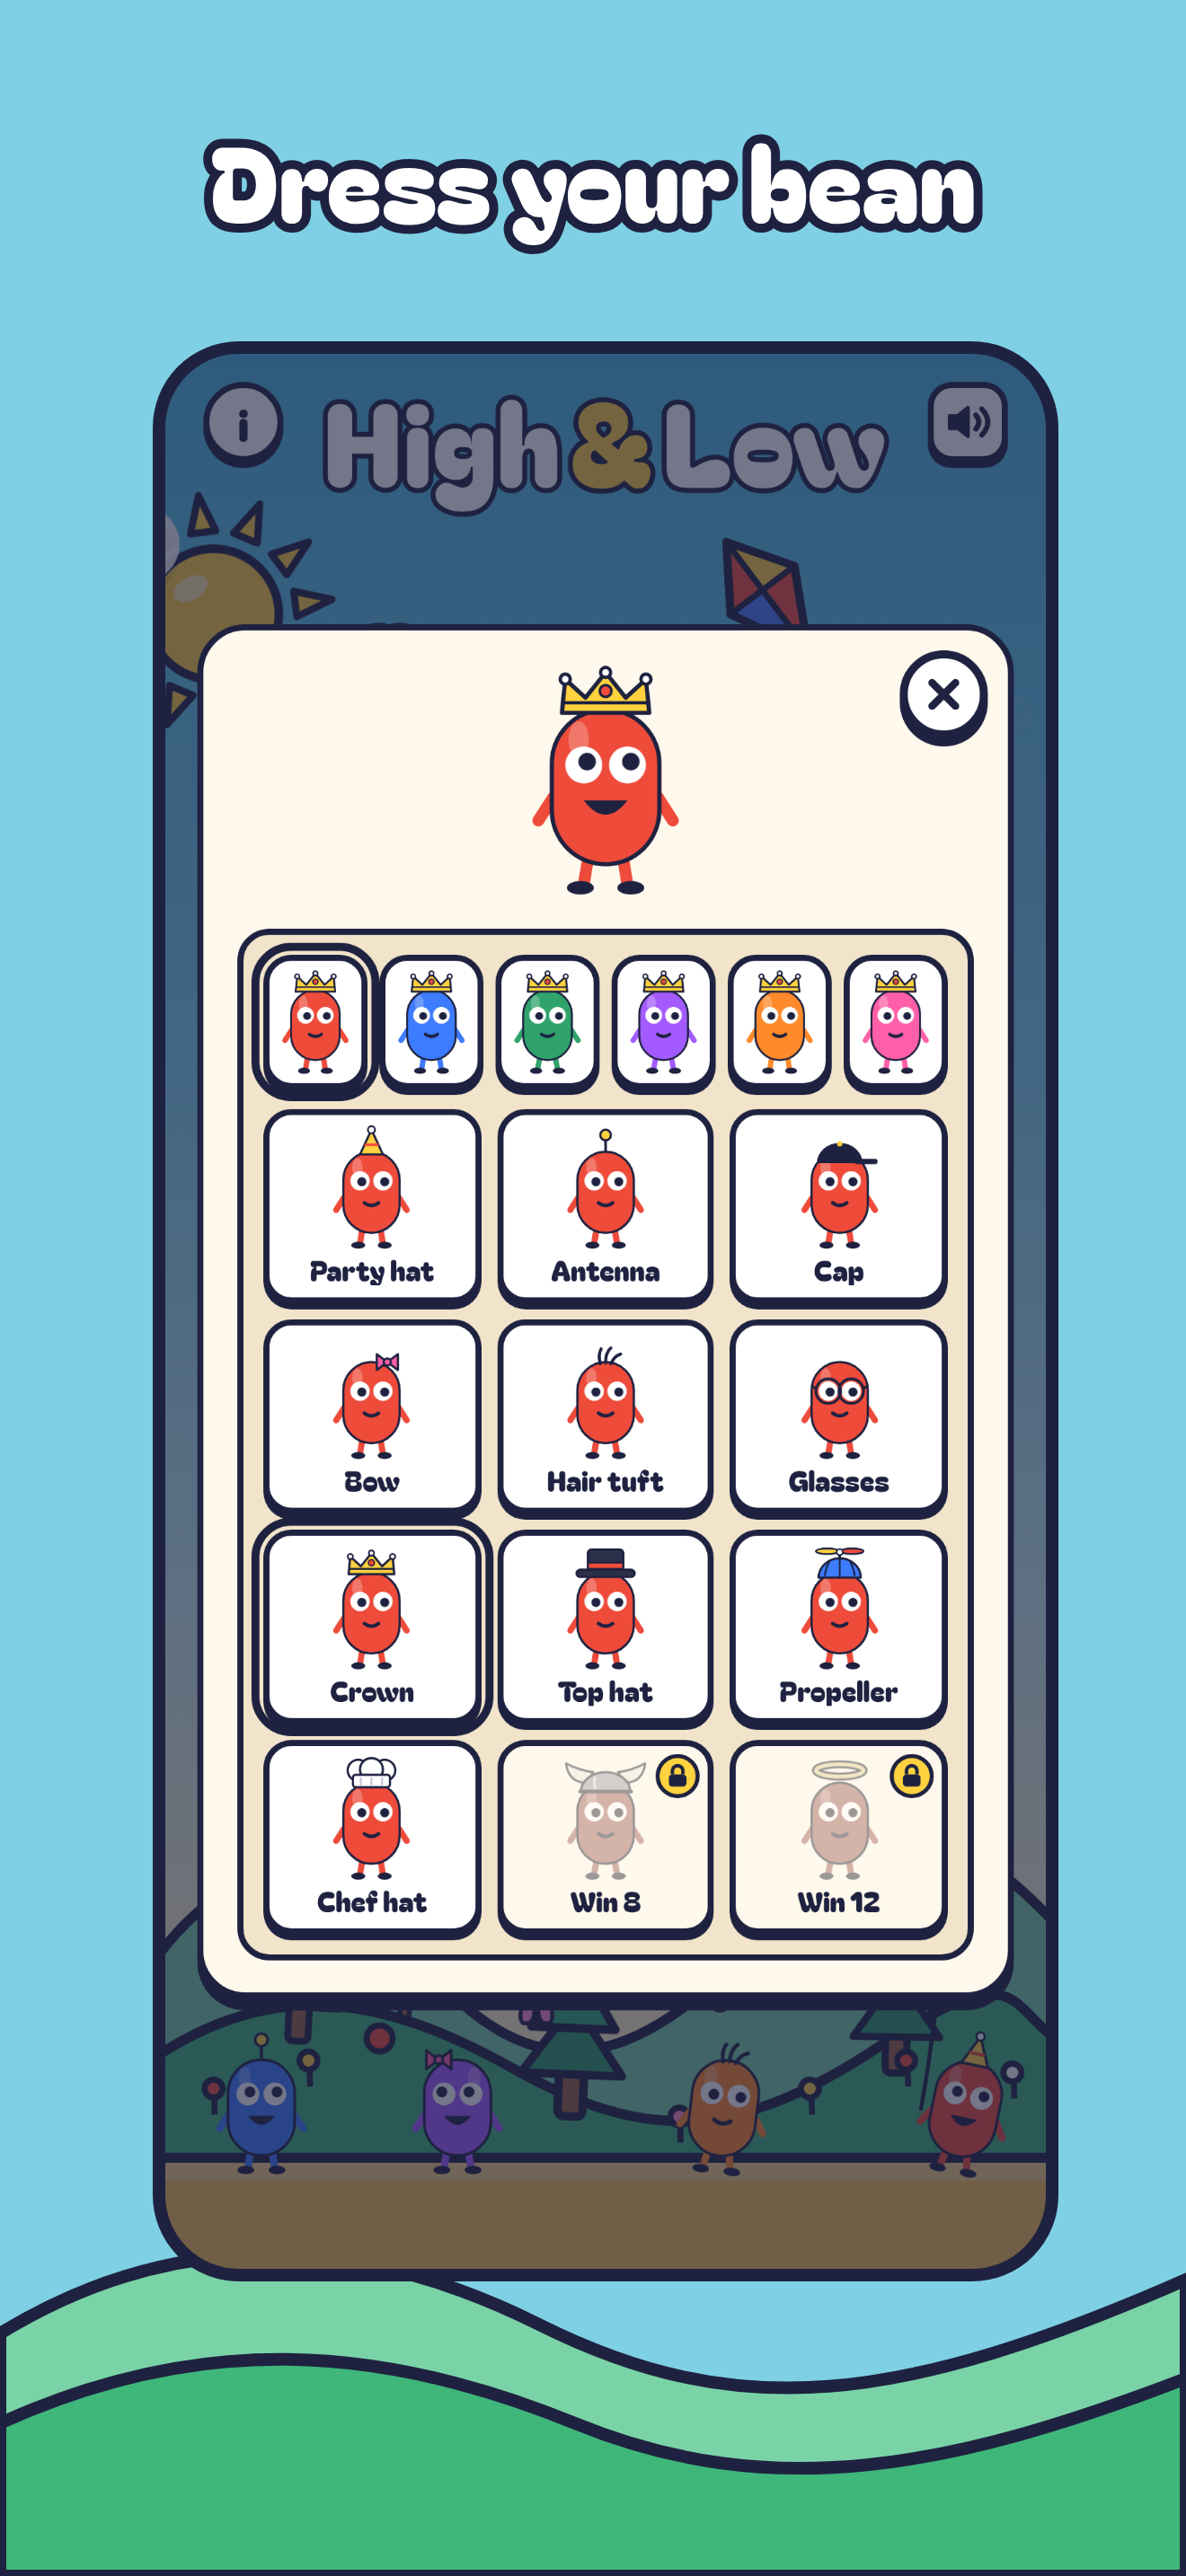 Dress your bean
High & Low
Party hat
Antenna
Cap
Bow
Hair tuft
Glasses
Crown
Top hat
Propeller
Chef hat
Win 8
Win 12